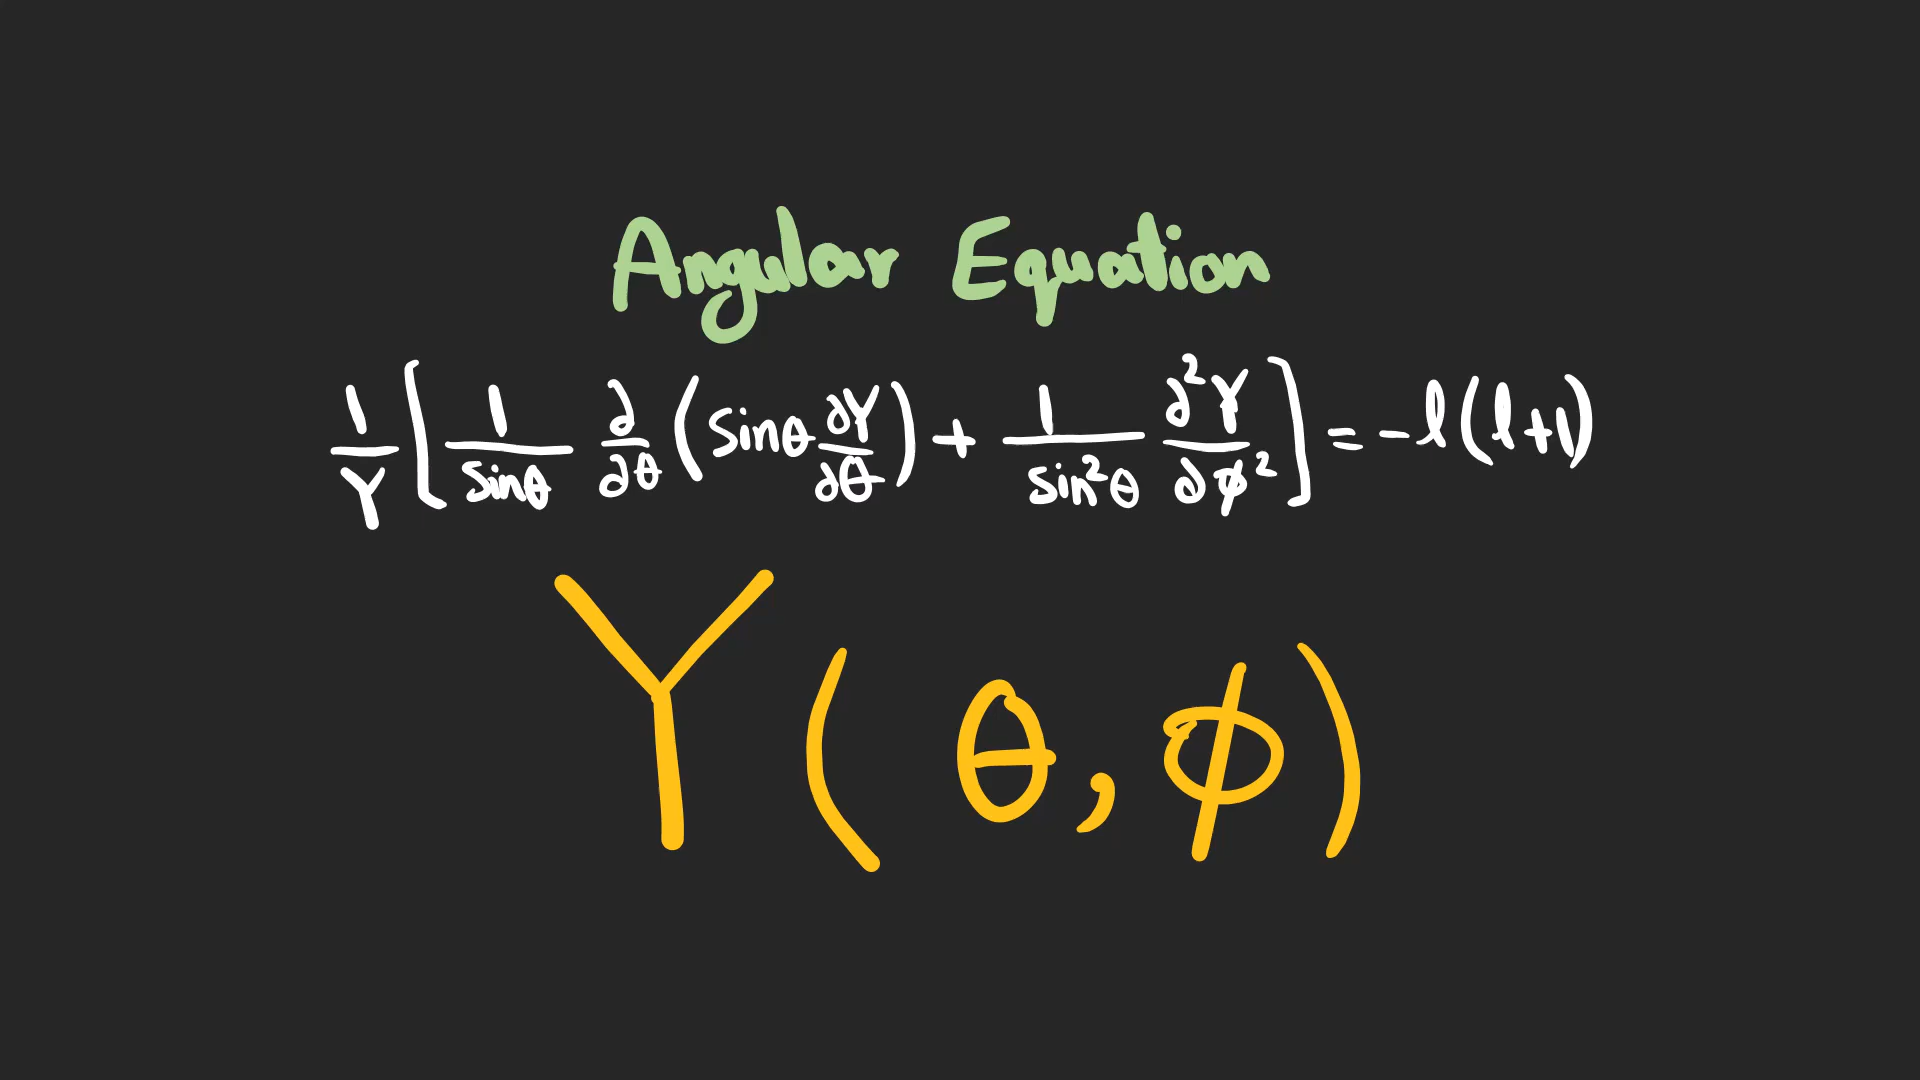 Angular Equation
1/Y [ 1/sinθ ∂/∂θ ( sinθ ∂Y/∂θ ) + 1/sin²θ ∂²Y/∂φ² ] = -l(l+1)
Y(θ,φ)